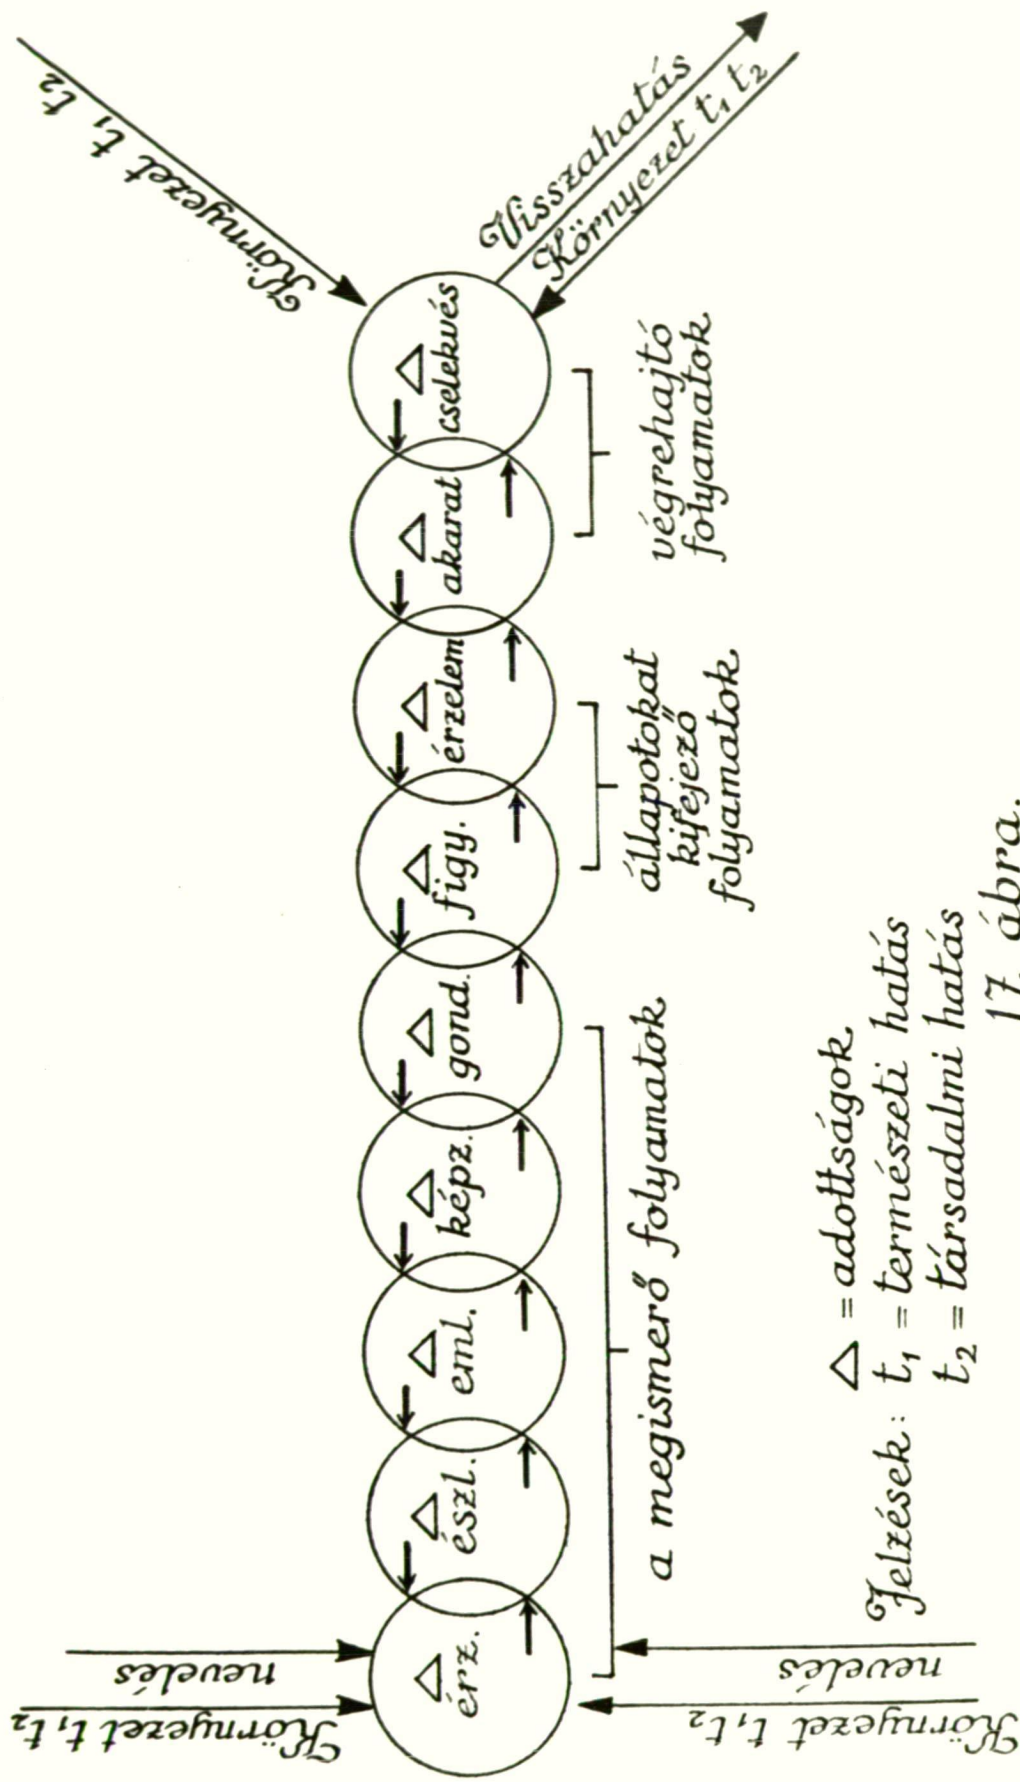 Környezet t₁, t₂
nevelés
Környezet t₁ t₂
Visszahatás
Környezet t₁ t₂
érz.
észl.
eml.
képz.
gond.
figy.
érzelem
akarat
cselekvés
Környezet t₁, t₂
nevelés
a megismerő folyamatok
állapotokat
kifejező
folyamatok
végrehajtó
folyamatok
Jelzések: △ = adottságok
t₁ = természeti hatás
t₂ = társadalmi hatás
17. ábra.